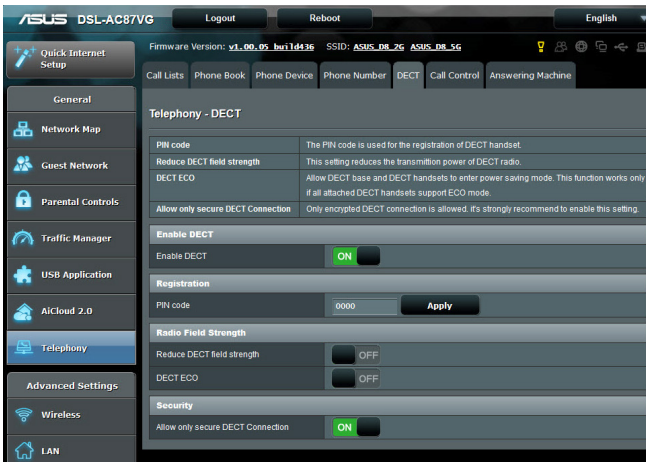 ASUS DSL-AC87VG Logout Reboot English
Quick Internet Setup
Firmware Version: v1.00.05 build436 SSID: ASUS_D8_2G ASUS_D8_5G
Call Lists Phone Book Phone Device Phone Number DECT Call Control Answering Machine
General
Network Map
Guest Network
Parental Controls
Traffic Manager
USB Application
AiCloud 2.0
Telephony
Advanced Settings
Wireless
LAN
Telephony - DECT
PIN code The PIN code is used for the registration of DECT handset.
Reduce DECT field strength This setting reduces the transmittion power of DECT radio.
DECT ECO Allow DECT base and DECT handsets to enter power saving mode. This function works only
if all attached DECT handsets support ECO mode.
Allow only secure DECT Connection Only encrypted DECT connection is allowed. it's strongly recommend to enable this setting.
Enable DECT
Enable DECT ON
Registration
PIN code 0000 Apply
Radio Field Strength
Reduce DECT field strength OFF
DECT ECO OFF
Security
Allow only secure DECT Connection ON